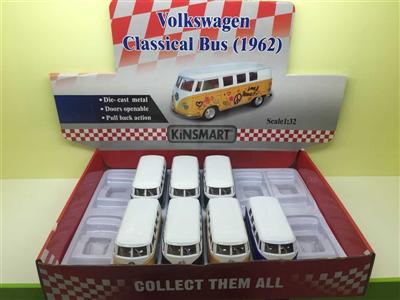 Volkswagen
Classical Bus (1962)
• Die- cast metal
• Doors openable
• Pull back action
Scale1:32
KiNSMART
COLLECT THEM ALL